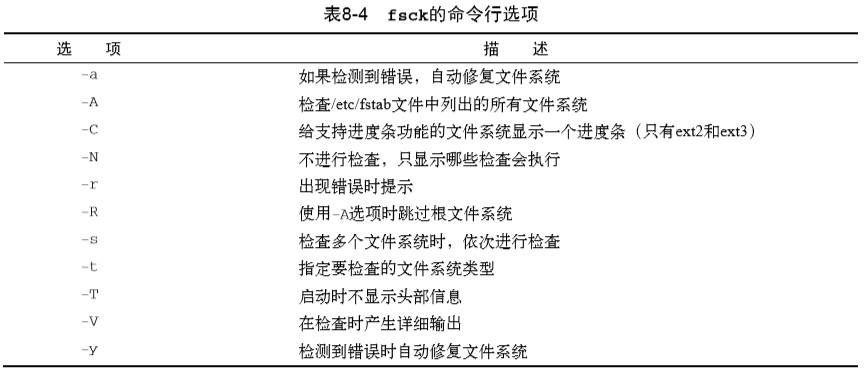 表8-4 fsck的命令行选项
选 项 描 述
-a 如果检测到错误，自动修复文件系统
-A 检查/etc/fstab文件中列出的所有文件系统
-C 给支持进度条功能的文件系统显示一个进度条（只有ext2和ext3）
-N 不进行检查，只显示哪些检查会执行
-r 出现错误时提示
-R 使用-A选项时跳过根文件系统
-s 检查多个文件系统时，依次进行检查
-t 指定要检查的文件系统类型
-T 启动时不显示头部信息
-V 在检查时产生详细输出
-y 检测到错误时自动修复文件系统